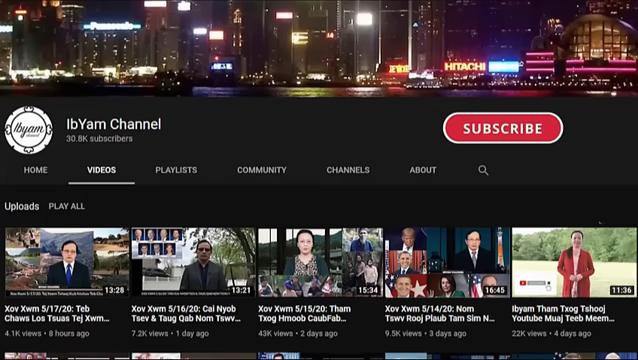 HITACHI
Ibyam
IbYam Channel
30.8K subscribers
SUBSCRIBE
HOME
VIDEOS
PLAYLISTS
COMMUNITY
CHANNELS
ABOUT
Uploads PLAY ALL
13:28
13:21
15:34
16:45
11:36
Xov Xwm 5/17/20: Teb
Chaws Los Tsuas Tej Xwm...
4.1K views • 8 hours ago
Xov Xwm 5/16/20: Cai Nyob
Tsev & Taug Qab Nom Tswv...
7.2K views • 1 day ago
Xov Xwm 5/15/20: Tham
Txog Hmoob CaubFab...
43K views • 2 days ago
Xov Xwm 5/14/20: Nom
Tswv Rooj Plaub Tam Sim N...
9.5K views • 3 days ago
Ibyam Tham Txog Tshooj
Youtube Muaj Teeb Meem...
22K views • 4 days ago